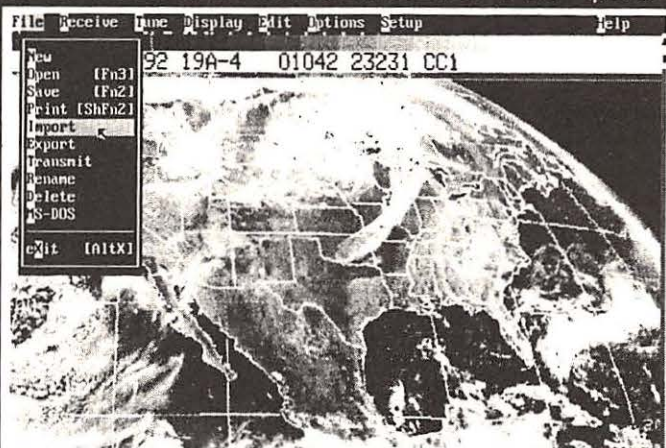 File Receive Tune Display Edit Options Setup Help
92 19A-4 01042 23231 CC1
New
Open [Fn3]
Save [Fn2]
Print [ShFn2]
Import
Export
Transmit
Rename
Delete
MS-DOS
eXit [AltX]